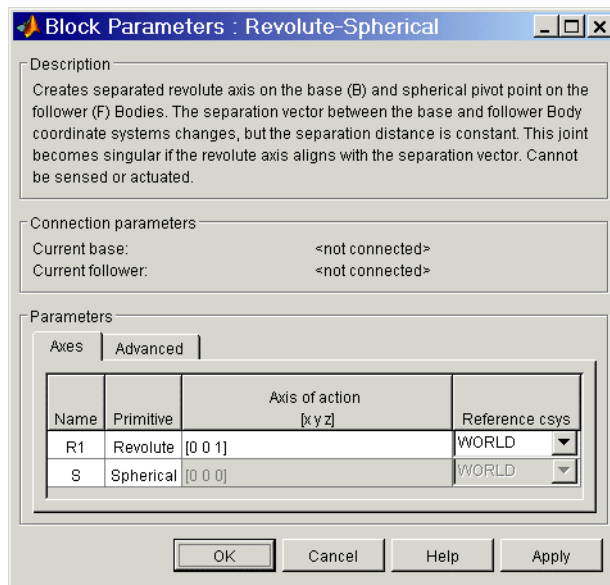 Block Parameters : Revolute-Spherical
Description
Creates separated revolute axis on the base (B) and spherical pivot point on the
follower (F) Bodies. The separation vector between the base and follower Body
coordinate systems changes, but the separation distance is constant. This joint
becomes singular if the revolute axis aligns with the separation vector. Cannot
be sensed or actuated.
Connection parameters
Current base: <not connected>
Current follower: <not connected>
Parameters
Axes Advanced
Name Primitive Axis of action [x y z] Reference csys
R1 Revolute [0 0 1] WORLD
S Spherical [0 0 0] WORLD
OK Cancel Help Apply